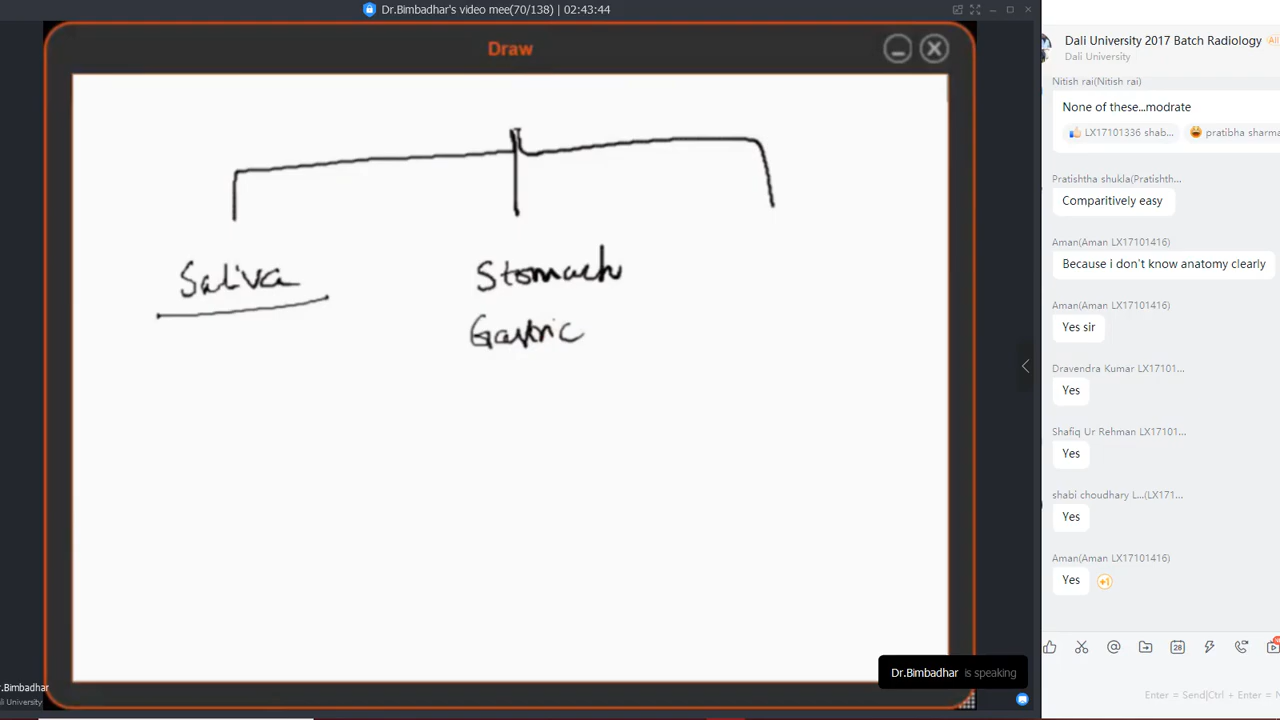 Dr.Bimbadhar's video mee(70/138) | 02:43:44
Draw
Saliva
Stomach
Gastric
Dr.Bimbadhar is speaking
Dr.Bimbadhar
University
Dali University 2017 Batch Radiology
Dali University
Nitish rai(Nitish rai)
None of these...modrate
LX17101336 shab...
pratibha sharma
Pratishtha shukla(Pratishth...
Comparitively easy
Aman(Aman LX17101416)
Because i don't know anatomy clearly
Aman(Aman LX17101416)
Yes sir
Dravendra Kumar LX17101...
Yes
Shafiq Ur Rehman LX17101...
Yes
shabi choudhary L...(LX171...
Yes
Aman(Aman LX17101416)
Yes +1
28
Enter = Send[Ctrl + Enter =